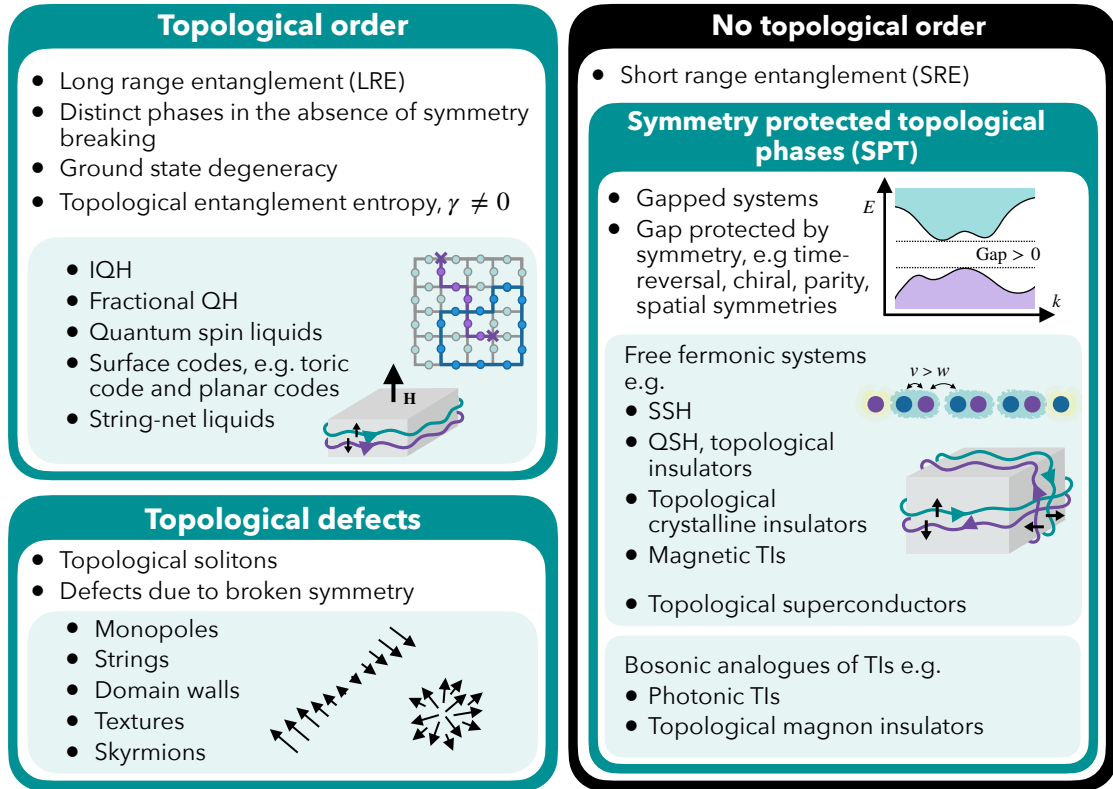 Topological order
● Long range entanglement (LRE)
● Distinct phases in the absence of symmetry
breaking
● Ground state degeneracy
● Topological entanglement entropy, γ ≠ 0
● IQH
● Fractional QH
● Quantum spin liquids
● Surface codes, e.g. toric
code and planar codes
● String-net liquids
H
Topological defects
● Topological solitons
● Defects due to broken symmetry
● Monopoles
● Strings
● Domain walls
● Textures
● Skyrmions
No topological order
● Short range entanglement (SRE)
Symmetry protected topological
phases (SPT)
● Gapped systems
● Gap protected by
symmetry, e.g time-
reversal, chiral, parity,
spatial symmetries
E
Gap > 0
k
Free fermonic systems
e.g.
v > w
● SSH
● QSH, topological
insulators
● Topological
crystalline insulators
● Magnetic TIs
● Topological superconductors
Bosonic analogues of TIs e.g.
● Photonic TIs
● Topological magnon insulators